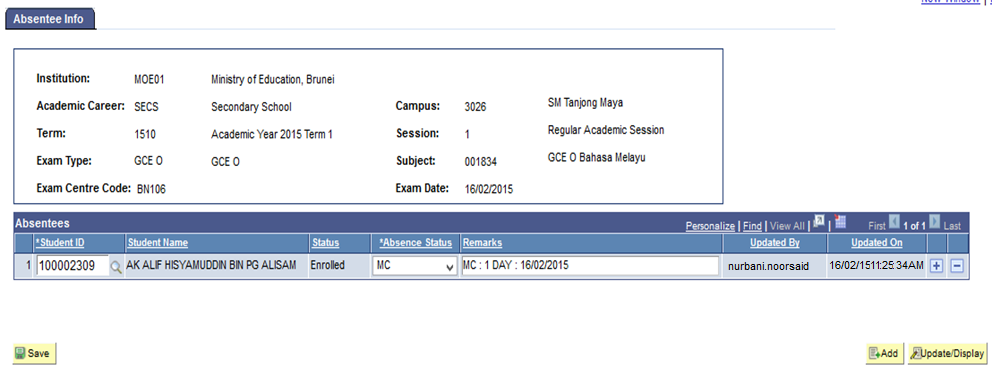 New Window |
Absentee Info
Institution: MOE01 Ministry of Education, Brunei
Academic Career: SECS Secondary School Campus: 3026 SM Tanjong Maya
Term: 1510 Academic Year 2015 Term 1 Session: 1 Regular Academic Session
Exam Type: GCE O GCE O Subject: 001834 GCE O Bahasa Melayu
Exam Centre Code: BN106 Exam Date: 16/02/2015
Absentees Personalize | Find | View All | | First 1 of 1 Last
*Student ID Student Name Status *Absence Status Remarks Updated By Updated On
1 100002309 AK ALIF HISYAMUDDIN BIN PG ALISAM Enrolled MC MC : 1 DAY : 16/02/2015 nurbani.noorsaid 16/02/1511:25:34AM + -
Save Add Update/Display